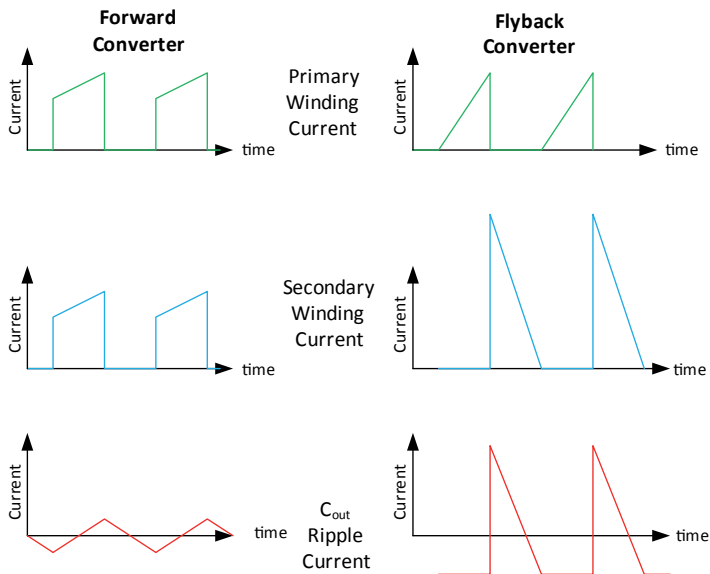 Forward
Converter
Flyback
Converter
Current
time
Primary
Winding
Current
Current
time
Current
time
Secondary
Winding
Current
Current
time
Current
time
Cout
Ripple
Current
Current
time